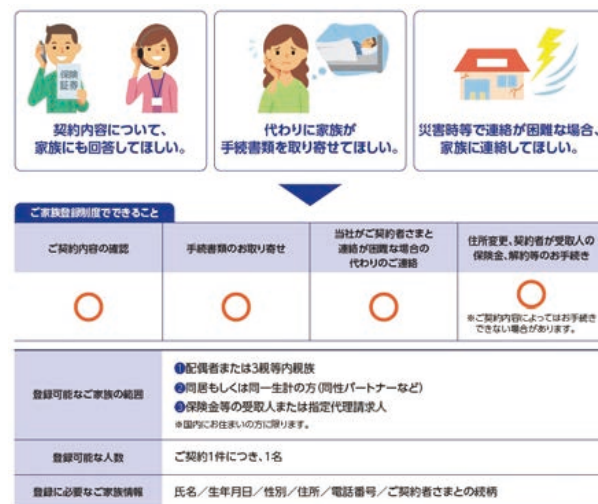 保険
証券
契約内容について、
家族にも回答してほしい。
代わりに家族が
手続書類を取り寄せてほしい。
災害時等で連絡が困難な場合、
家族に連絡してほしい。
ご家族登録制度でできること
ご契約内容の確認
手続書類のお取り寄せ
当社がご契約者さまと
連絡が困難な場合の
代わりのご連絡
住所変更、契約者が受取人の
保険金、解約等のお手続き
※ご契約内容によってはお手続き
できない場合があります。
登録可能なご家族の範囲
❶配偶者または3親等内親族
❷同居もしくは同一生計の方(同性パートナーなど)
❸保険金等の受取人または指定代理請求人
※国内にお住まいの方に限ります。
登録可能な人数
ご契約1件につき、1名
登録に必要なご家族情報
氏名/生年月日/性別/住所/電話番号/ご契約者さまとの続柄